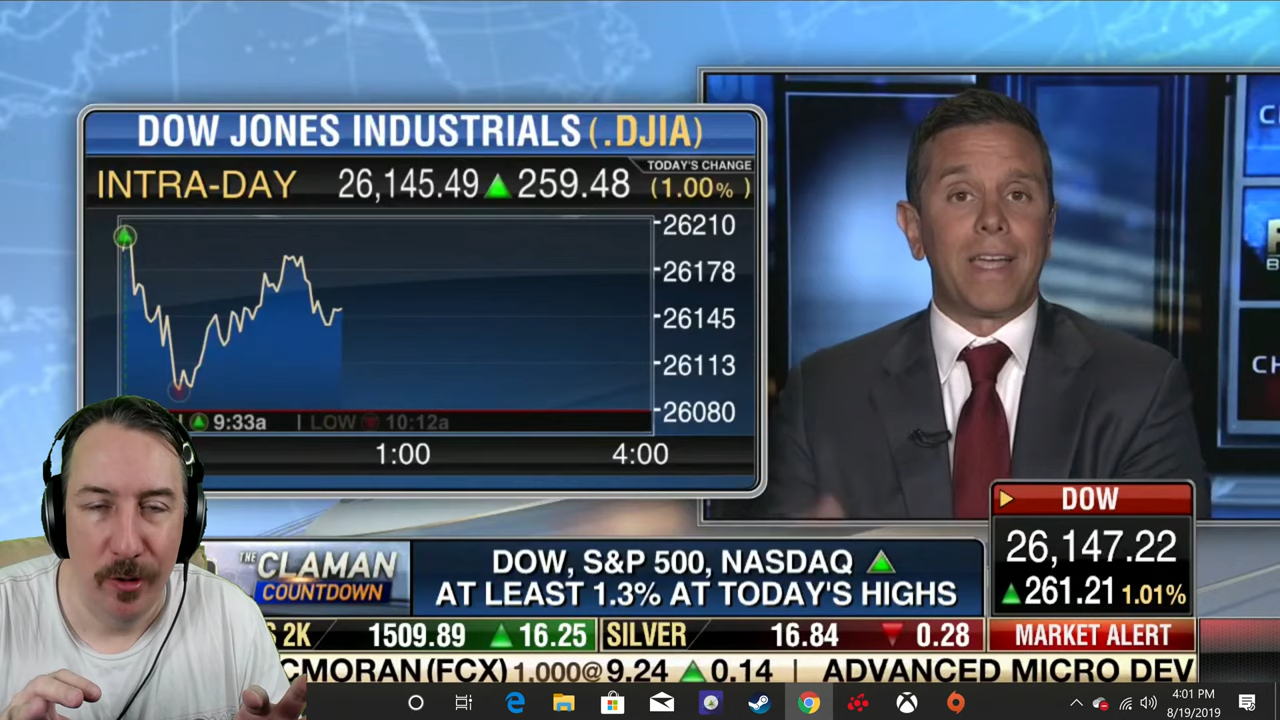 DOW JONES INDUSTRIALS (.DJIA)
INTRA-DAY 26,145.49 259.48 TODAY'S CHANGE (1.00%)
26210
26178
26145
26113
26080
9:33a | LOW 10:12a
1:00 4:00
DOW
26,147.22
261.21 1.01%
MARKET ALERT
THE CLAMAN COUNTDOWN
DOW, S&P 500, NASDAQ
AT LEAST 1.3% AT TODAY'S HIGHS
2K 1509.89 16.25 SILVER 16.84 0.28
CMORAN (FCX) 1,000@9.24 0.14 | ADVANCED MICRO DEV
4:01 PM
8/19/2019